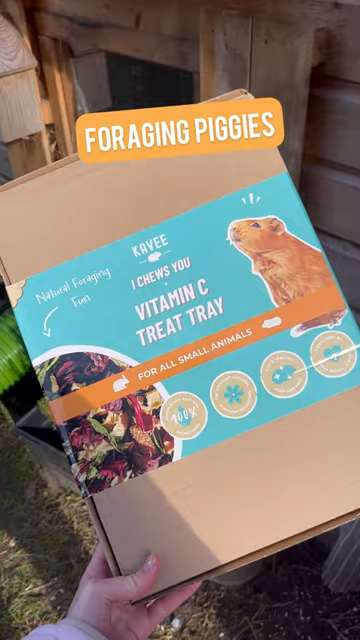 FORAGING PIGGIES
KAVEE
Natural Foraging
Fun
I CHEWS YOU
VITAMIN C
TREAT TRAY
FOR ALL SMALL ANIMALS
100%